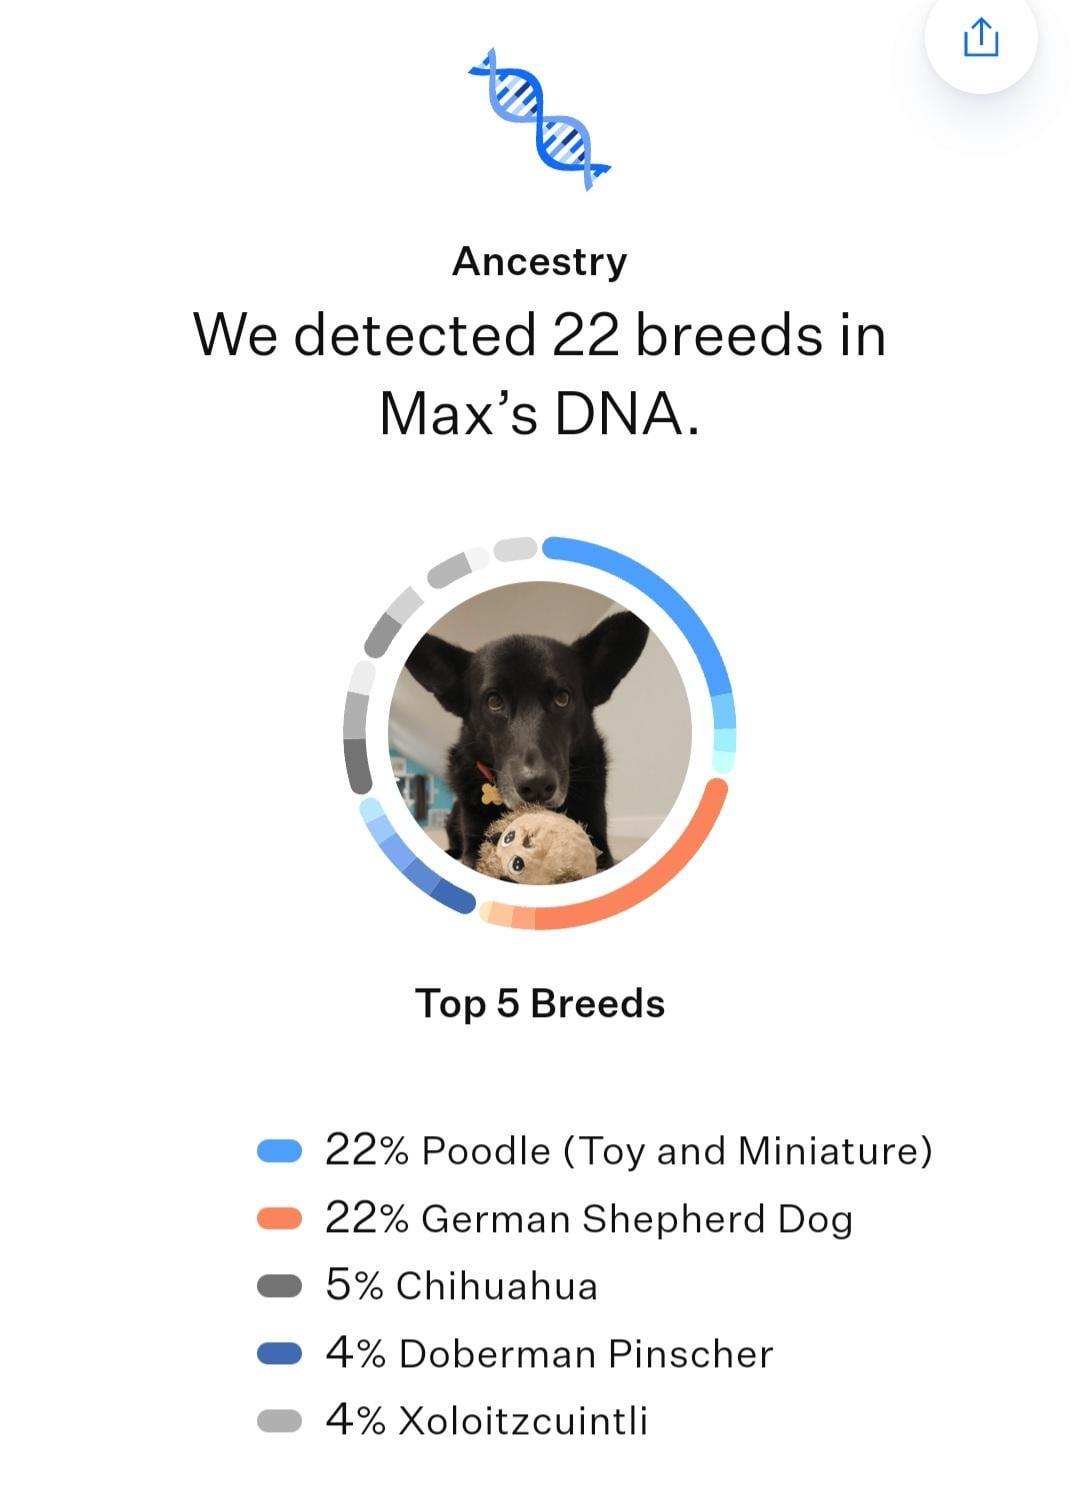 Ancestry
We detected 22 breeds in
Max’s DNA.
Top 5 Breeds
22% Poodle (Toy and Miniature)
22% German Shepherd Dog
5% Chihuahua
4% Doberman Pinscher
4% Xoloitzcuintli